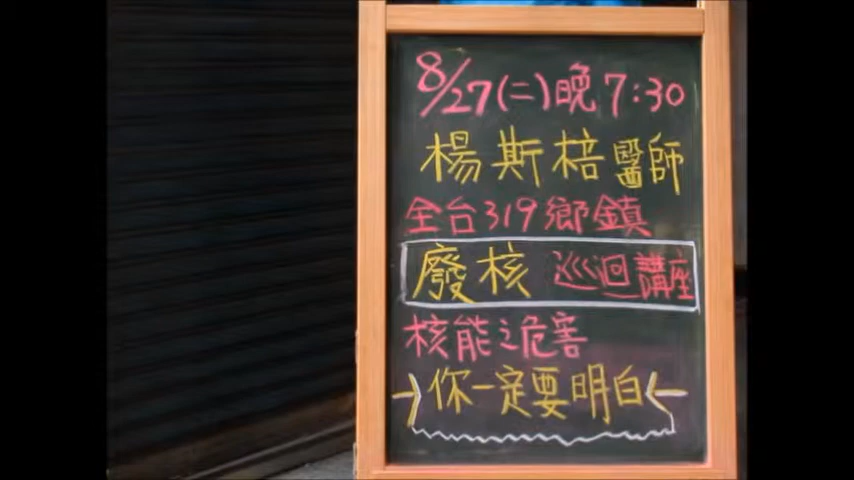 8/27(二)晚7:30
楊斯棓醫師
全台319鄉鎮
廢核巡迴講座
核能之危害
你一定要明白